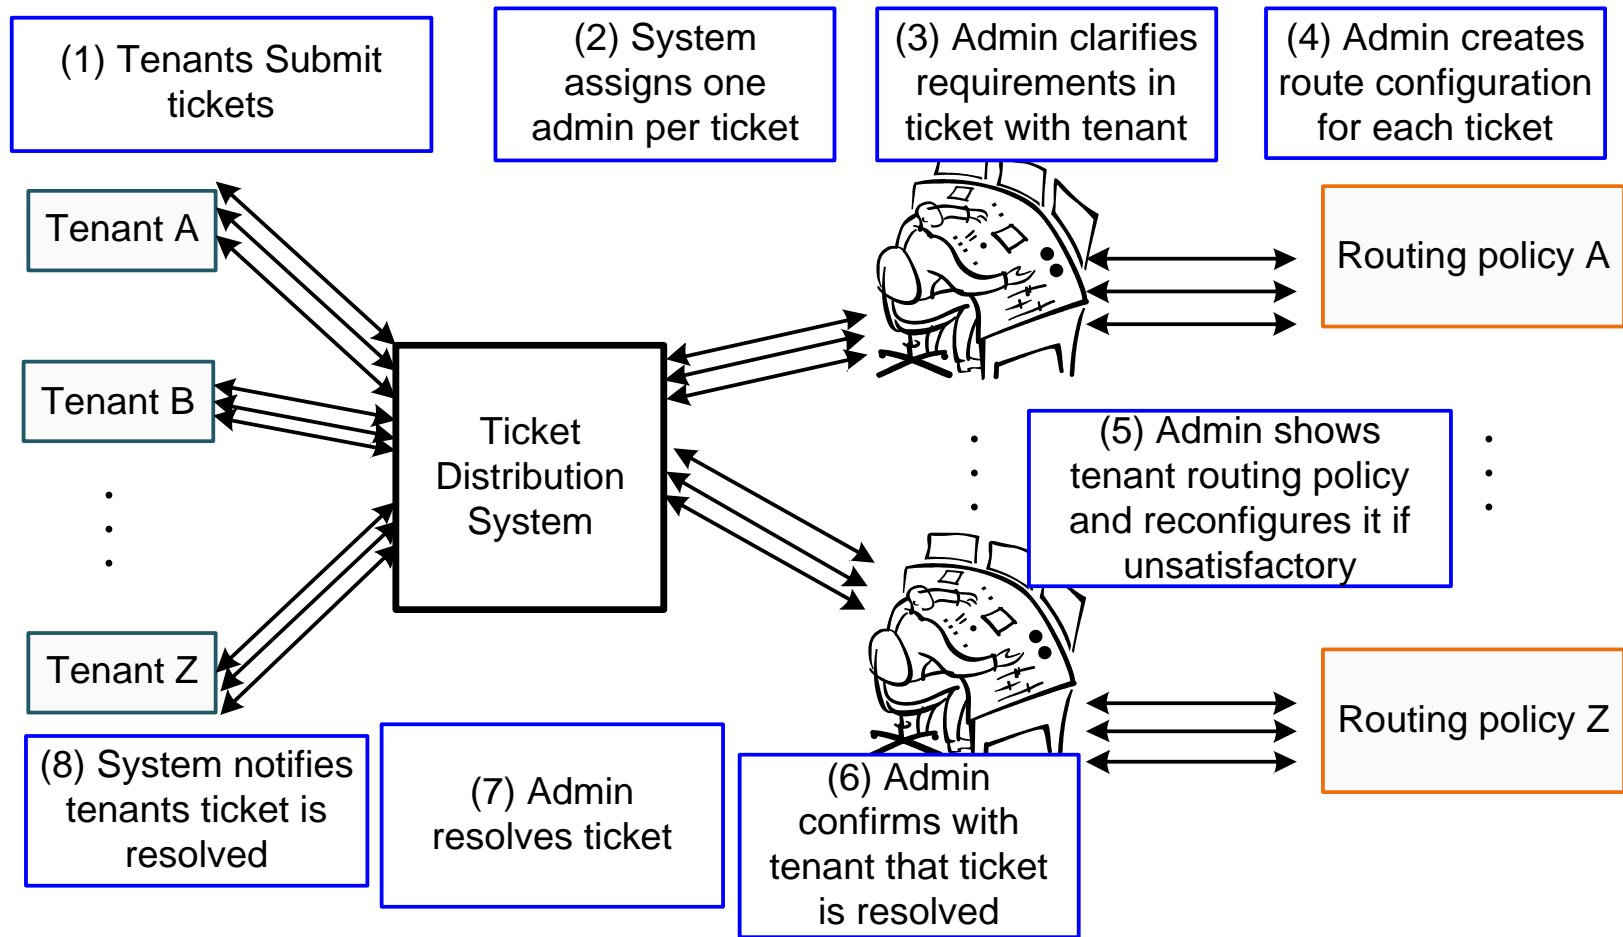 (1) Tenants Submit
tickets
(2) System
assigns one
admin per ticket
(3) Admin clarifies
requirements in
ticket with tenant
(4) Admin creates
route configuration
for each ticket
Tenant A
Routing policy A
Tenant B
Ticket
Distribution
System
(5) Admin shows
tenant routing policy
and reconfigures it if
unsatisfactory
Tenant Z
Routing policy Z
(8) System notifies
tenants ticket is
resolved
(7) Admin
resolves ticket
(6) Admin
confirms with
tenant that ticket
is resolved